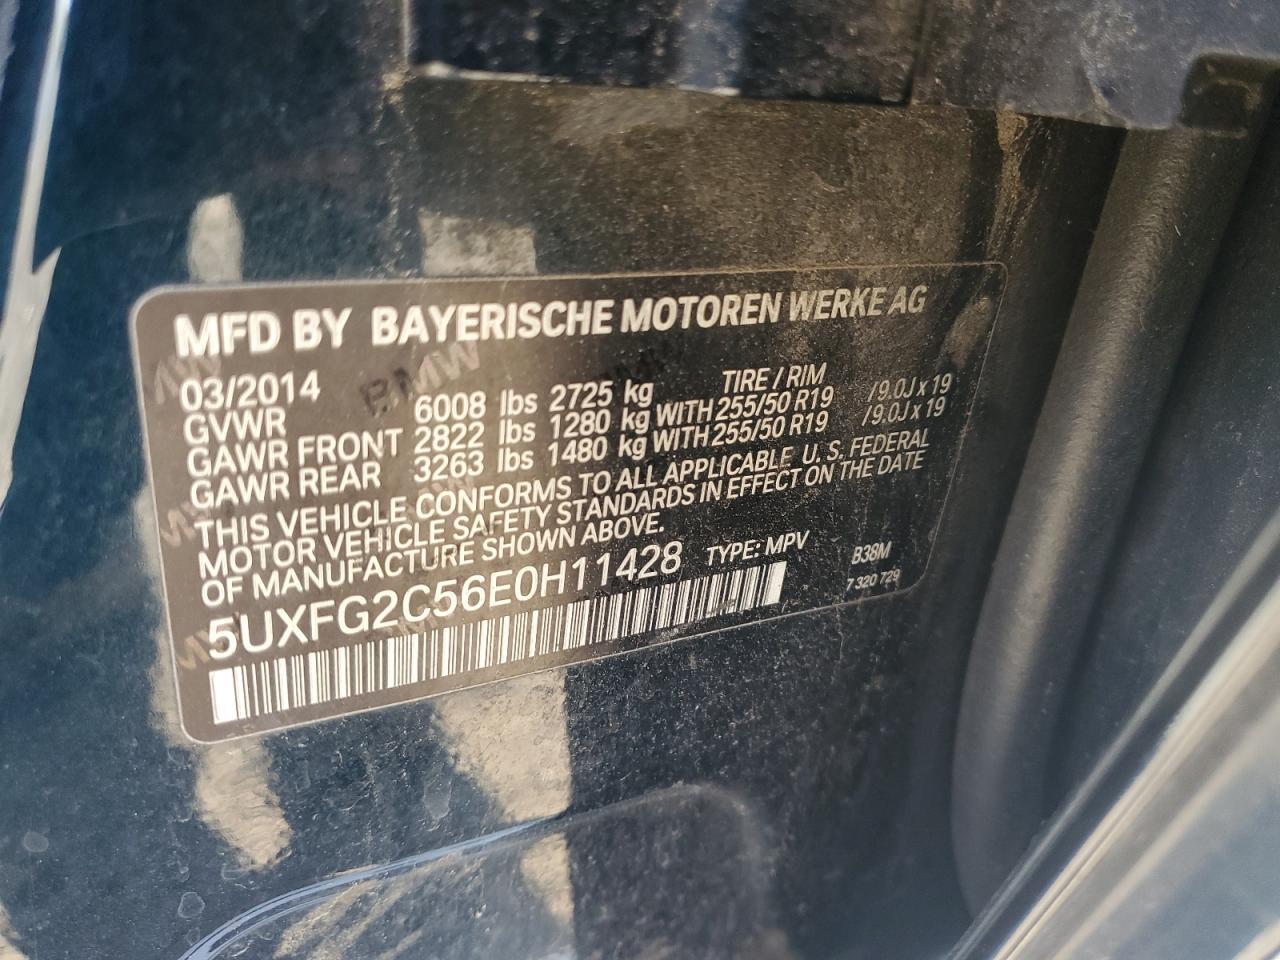 MFD BY BAYERISCHE MOTOREN WERKE AG
03/2014 TIRE / RIM
GVWR 6008 lbs 2725 kg
GAWR FRONT 2822 lbs 1280 kg WITH 255/50 R19 /9.0J x 19
GAWR REAR 3263 lbs 1480 kg WITH 255/50 R19 /9.0J x 19
THIS VEHICLE CONFORMS TO ALL APPLICABLE U. S. FEDERAL
MOTOR VEHICLE SAFETY STANDARDS IN EFFECT ON THE DATE
OF MANUFACTURE SHOWN ABOVE.
5UXFG2C56E0H11428 TYPE: MPV B38M
7 320 729
BMW